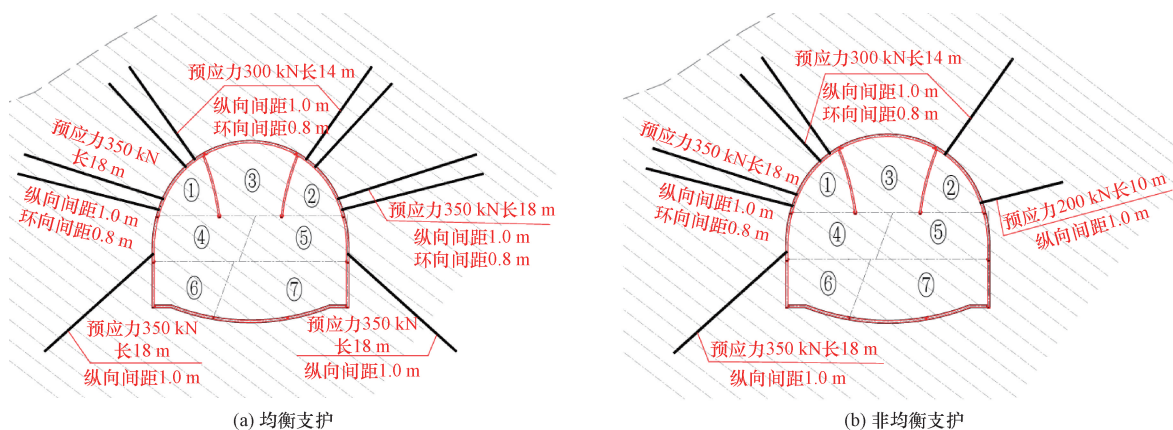 预应力300 kN长14 m
纵向间距1.0 m
环向间距0.8 m
预应力350 kN
长18 m
纵向间距1.0 m
环向间距0.8 m
① ③ ②
④ ⑤
⑥ ⑦
预应力350 kN长18 m
纵向间距1.0 m
环向间距0.8 m
预应力350 kN
长18 m
纵向间距1.0 m
预应力350 kN
长18 m
纵向间距1.0 m
(a) 均衡支护
预应力300 kN长14 m
纵向间距1.0 m
环向间距0.8 m
预应力350 kN长18 m
纵向间距1.0 m
环向间距0.8 m
① ③ ②
④ ⑤
⑥ ⑦
预应力200 kN长10 m
纵向间距1.0 m
预应力350 kN长18 m
纵向间距1.0 m
(b) 非均衡支护